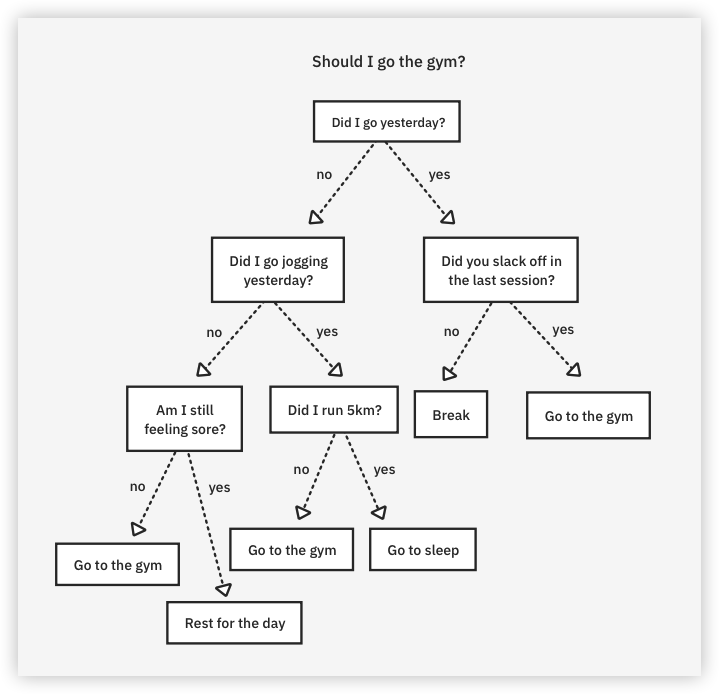 Should I go the gym?
Did I go yesterday?
no
yes
Did I go jogging
yesterday?
Did you slack off in
the last session?
no
yes
no
yes
Am I still
feeling sore?
Did I run 5km?
Break
Go to the gym
no
yes
no
yes
Go to the gym
Go to the gym
Go to sleep
Rest for the day